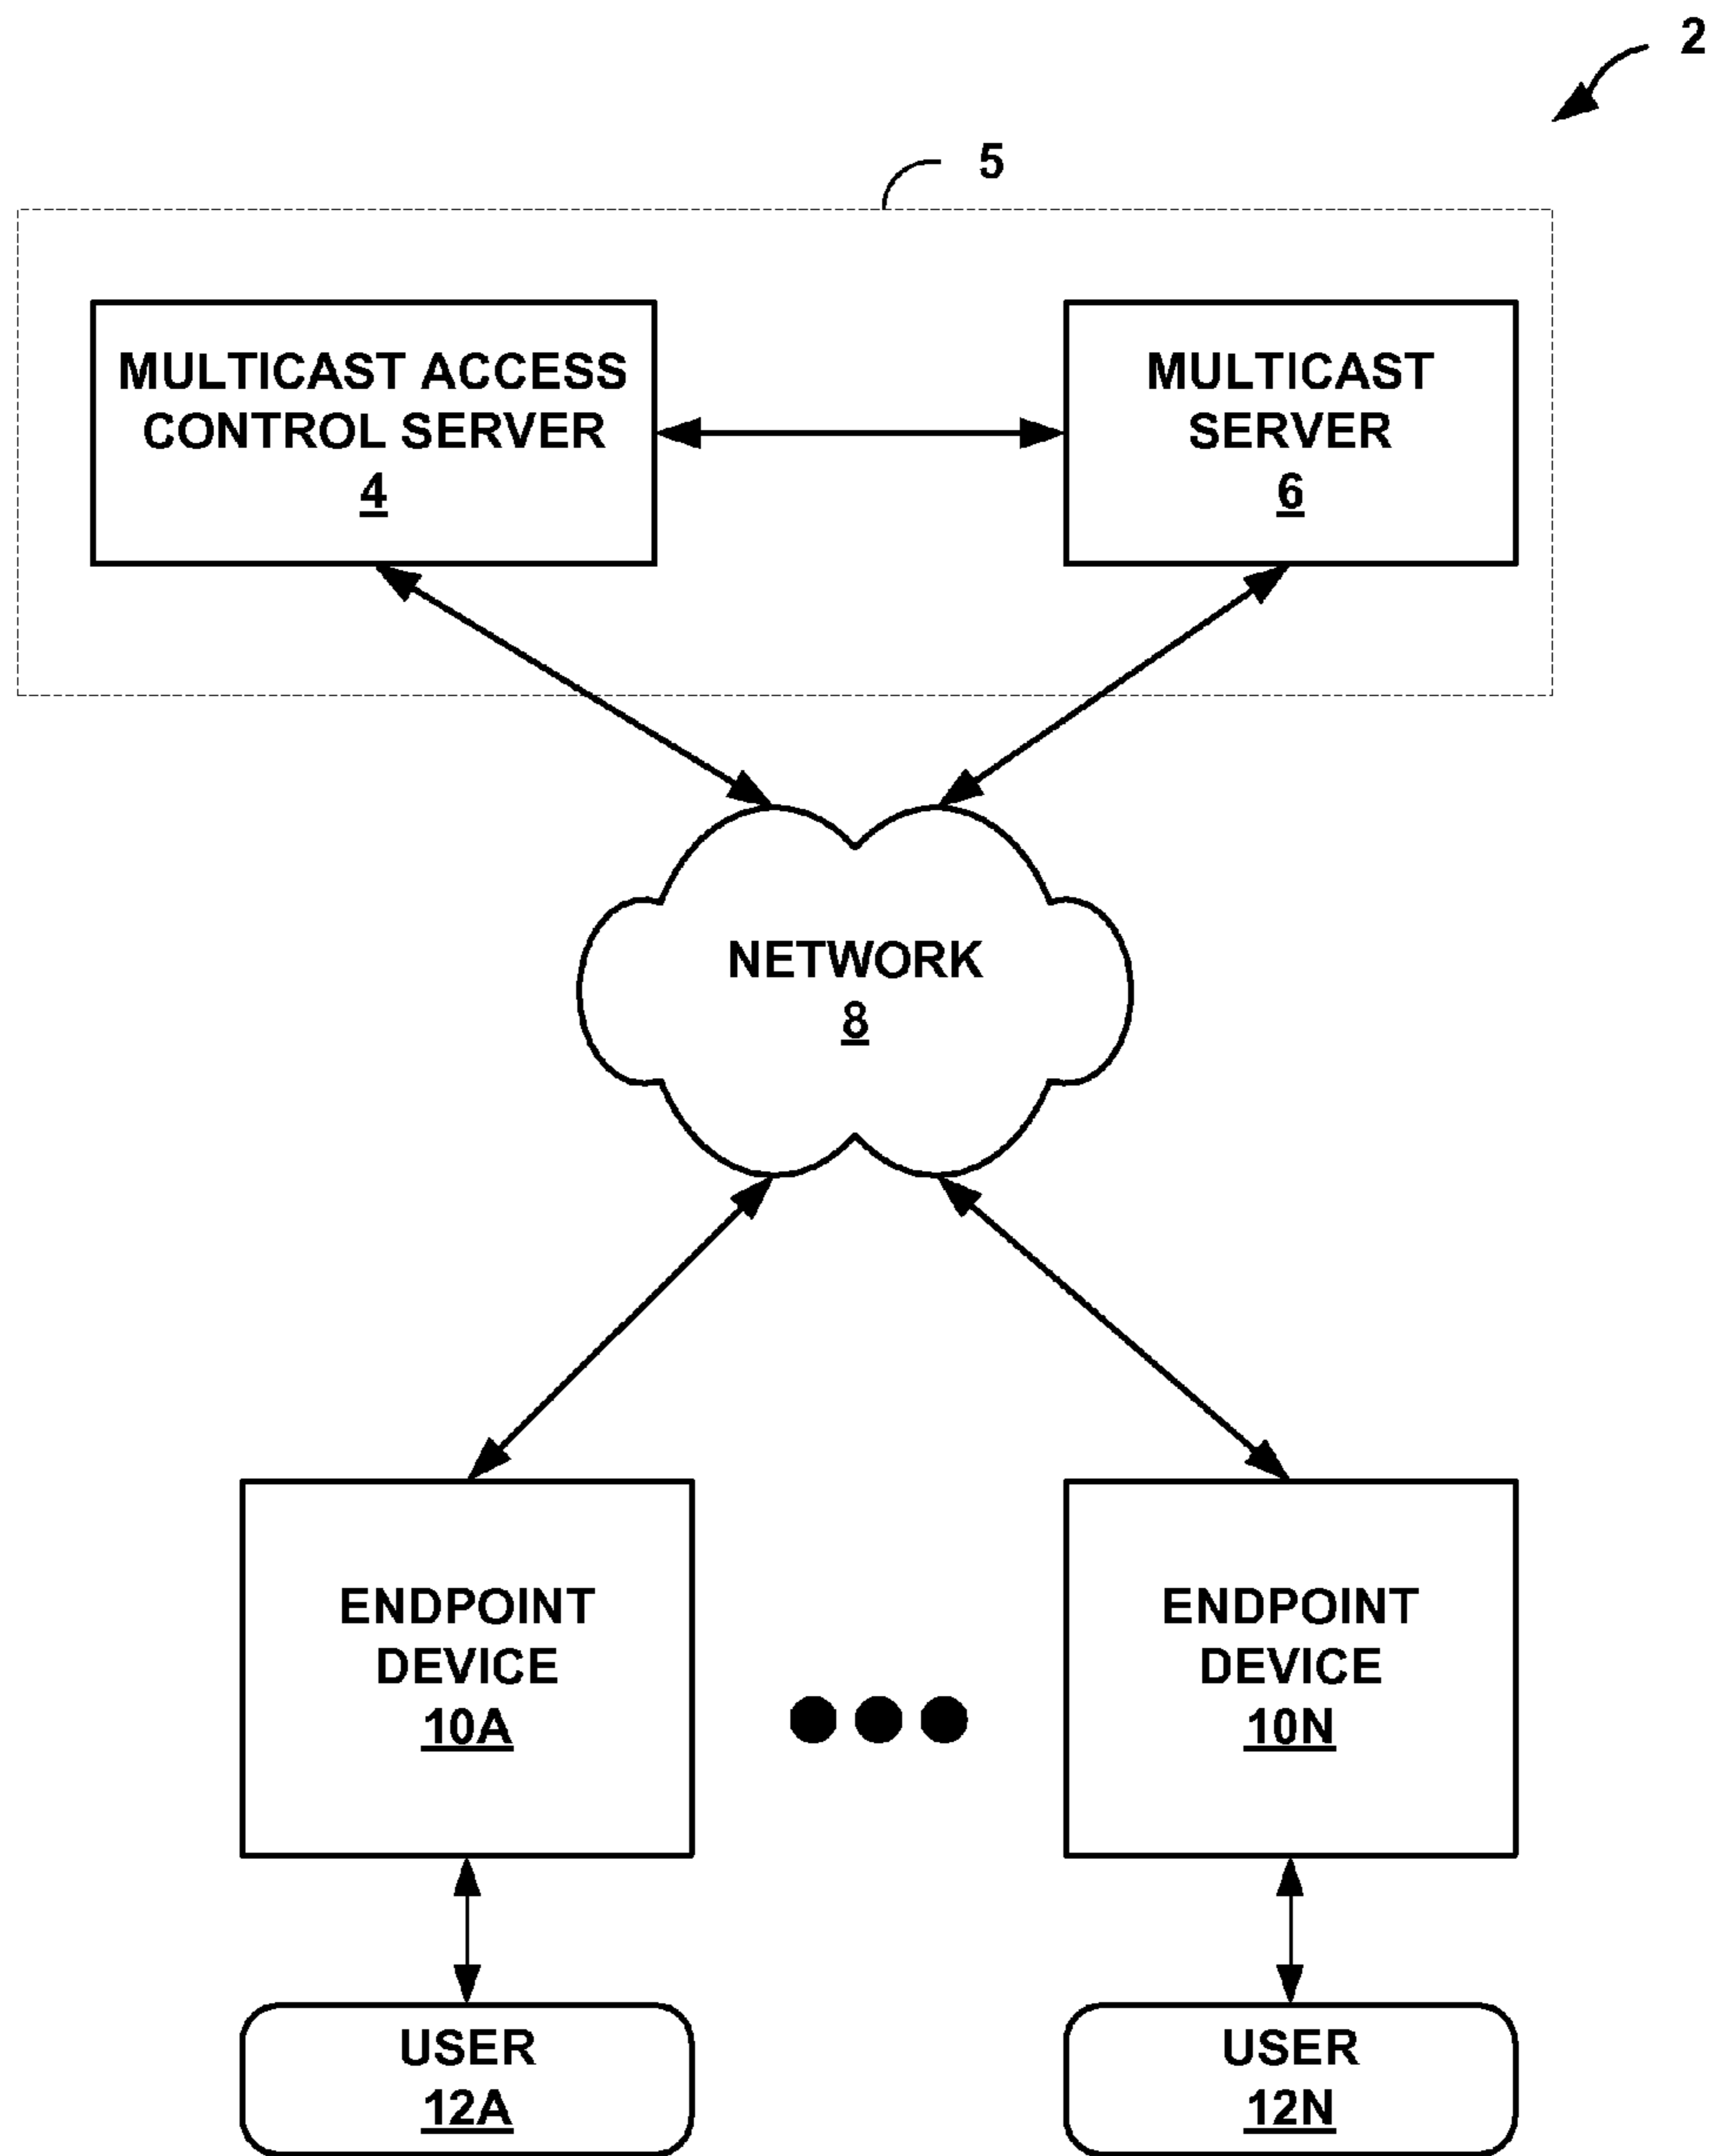 2
5
MULTICAST ACCESS
CONTROL SERVER
4
MULTICAST
SERVER
6
NETWORK
8
ENDPOINT
DEVICE
10A
ENDPOINT
DEVICE
10N
USER
12A
USER
12N